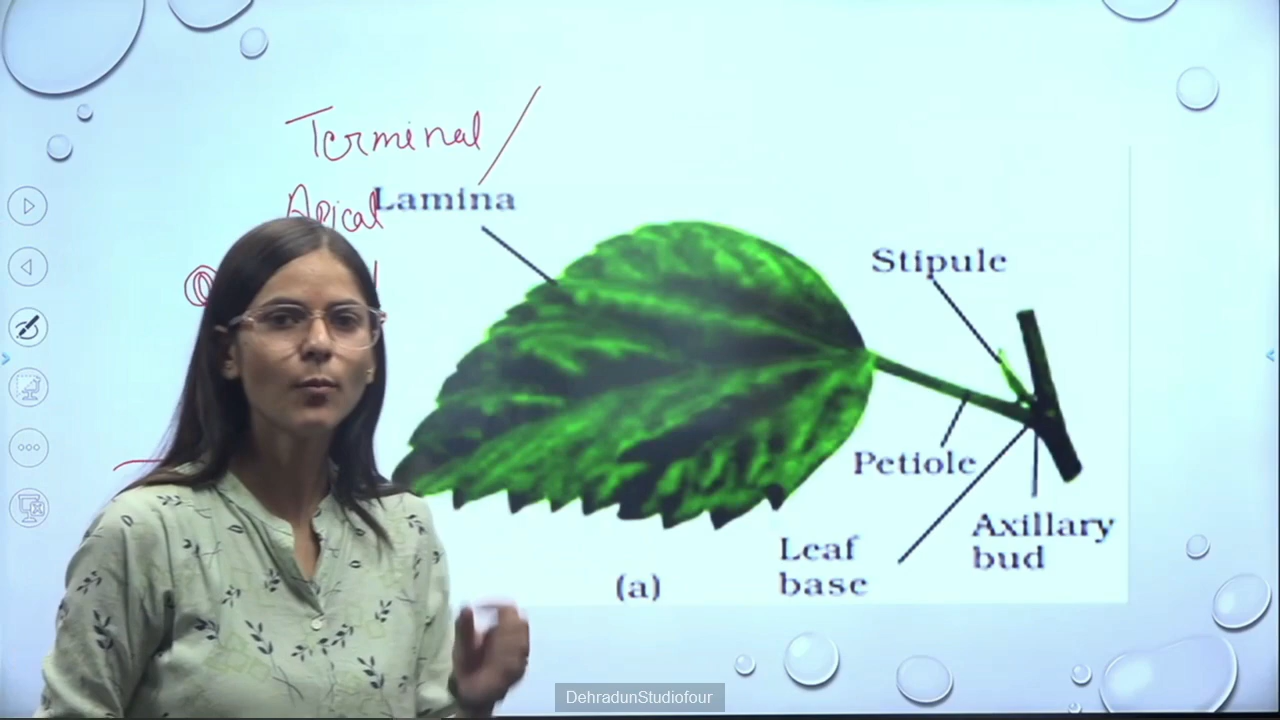 Terminal /
Apical
Lamina
Stipule
Petiole
Leaf
base
Axillary
bud
(a)
DehradunStudiofour